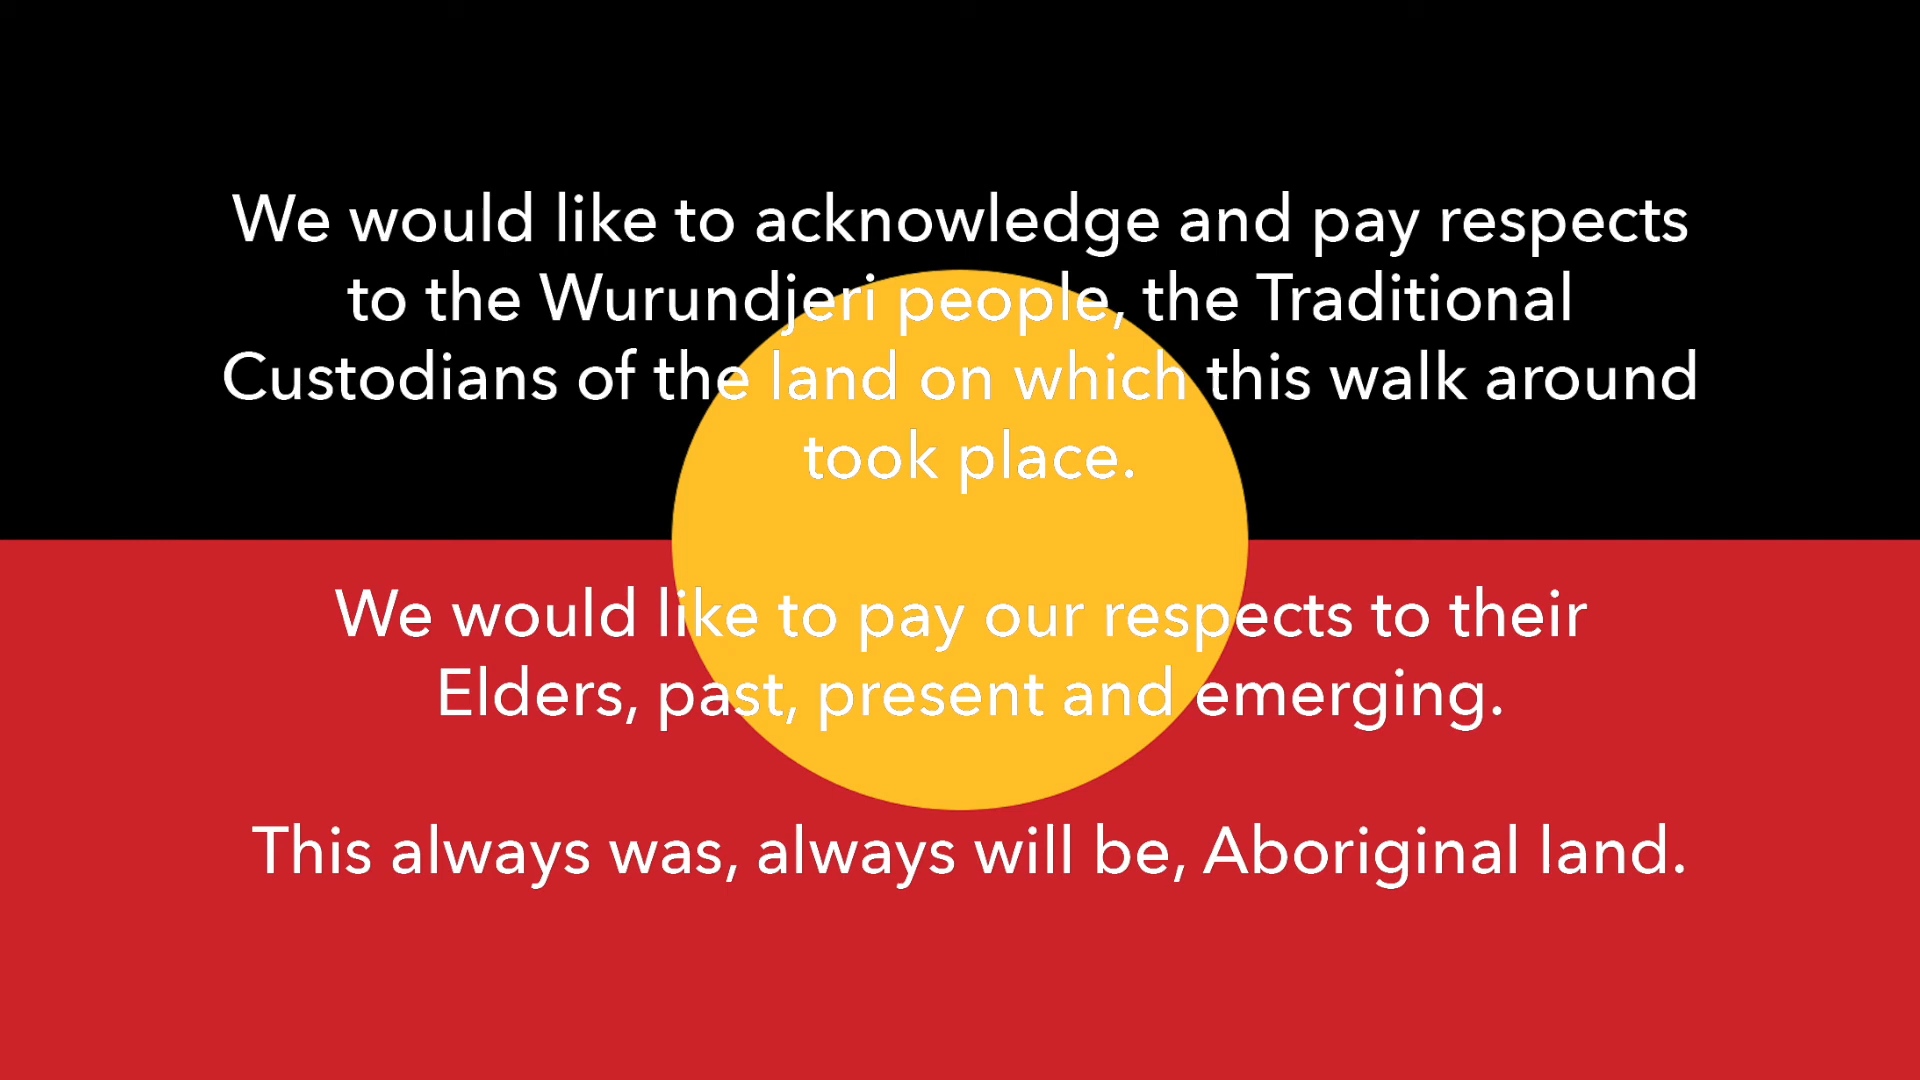 We would like to acknowledge and pay respects
to the Wurundjeri people, the Traditional
Custodians of the land on which this walk around
took place.
We would like to pay our respects to their
Elders, past, present and emerging.
This always was, always will be, Aboriginal land.